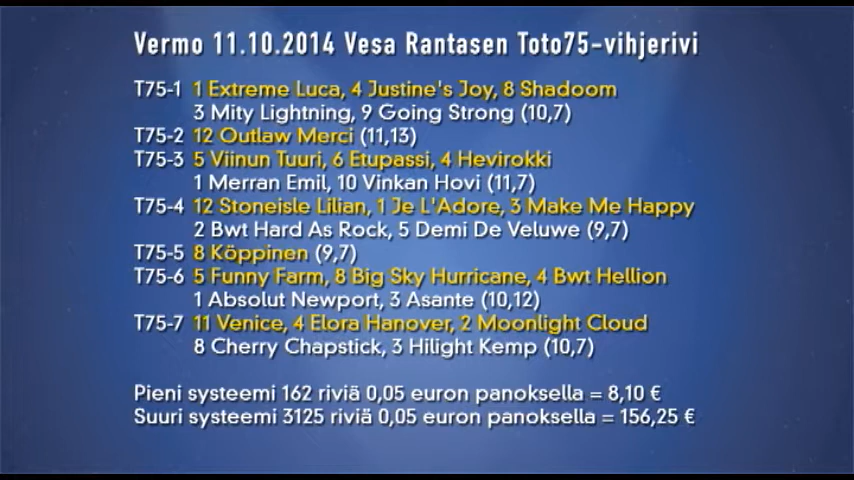 Vermo 11.10.2014 Vesa Rantasen Toto75-vihjerivi
T75-1 1 Extreme Luca, 4 Justine's Joy, 8 Shadoom
3 Mity Lightning, 9 Going Strong (10,7)
T75-2 12 Outlaw Merci (11,13)
T75-3 5 Viinun Tuuri, 6 Etupassi, 4 Hevirokki
1 Merran Emil, 10 Vinkan Hovi (11,7)
T75-4 12 Stoneisle Lilian, 1 Je L'Adore, 3 Make Me Happy
2 Bwt Hard As Rock, 5 Demi De Veluwe (9,7)
T75-5 8 Köppinen (9,7)
T75-6 5 Funny Farm, 8 Big Sky Hurricane, 4 Bwt Hellion
1 Absolut Newport, 3 Asante (10,12)
T75-7 11 Venice, 4 Elora Hanover, 2 Moonlight Cloud
8 Cherry Chapstick, 3 Hilight Kemp (10,7)
Pieni systeemi 162 riviä 0,05 euron panoksella = 8,10 €
Suuri systeemi 3125 riviä 0,05 euron panoksella = 156,25 €